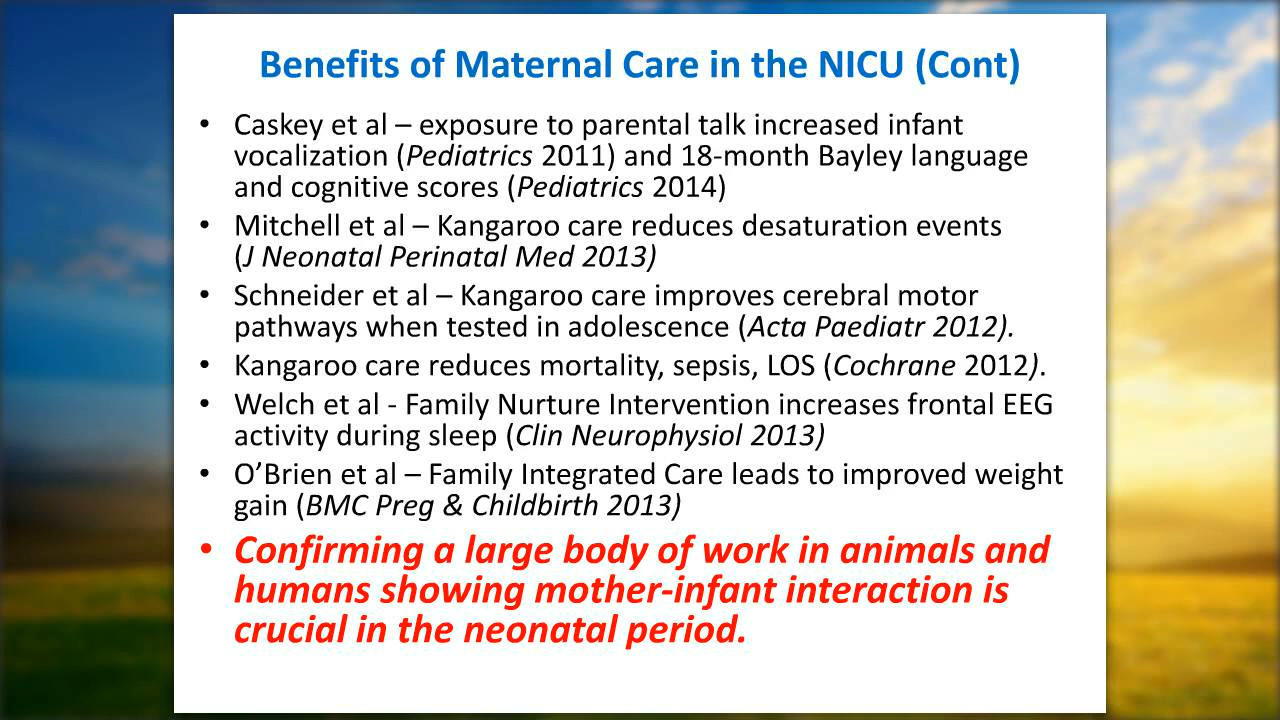 Benefits of Maternal Care in the NICU (Cont)
• Caskey et al – exposure to parental talk increased infant
vocalization (Pediatrics 2011) and 18-month Bayley language
and cognitive scores (Pediatrics 2014)
• Mitchell et al – Kangaroo care reduces desaturation events
(J Neonatal Perinatal Med 2013)
• Schneider et al – Kangaroo care improves cerebral motor
pathways when tested in adolescence (Acta Paediatr 2012).
• Kangaroo care reduces mortality, sepsis, LOS (Cochrane 2012).
• Welch et al - Family Nurture Intervention increases frontal EEG
activity during sleep (Clin Neurophysiol 2013)
• O’Brien et al – Family Integrated Care leads to improved weight
gain (BMC Preg & Childbirth 2013)
• Confirming a large body of work in animals and
humans showing mother-infant interaction is
crucial in the neonatal period.